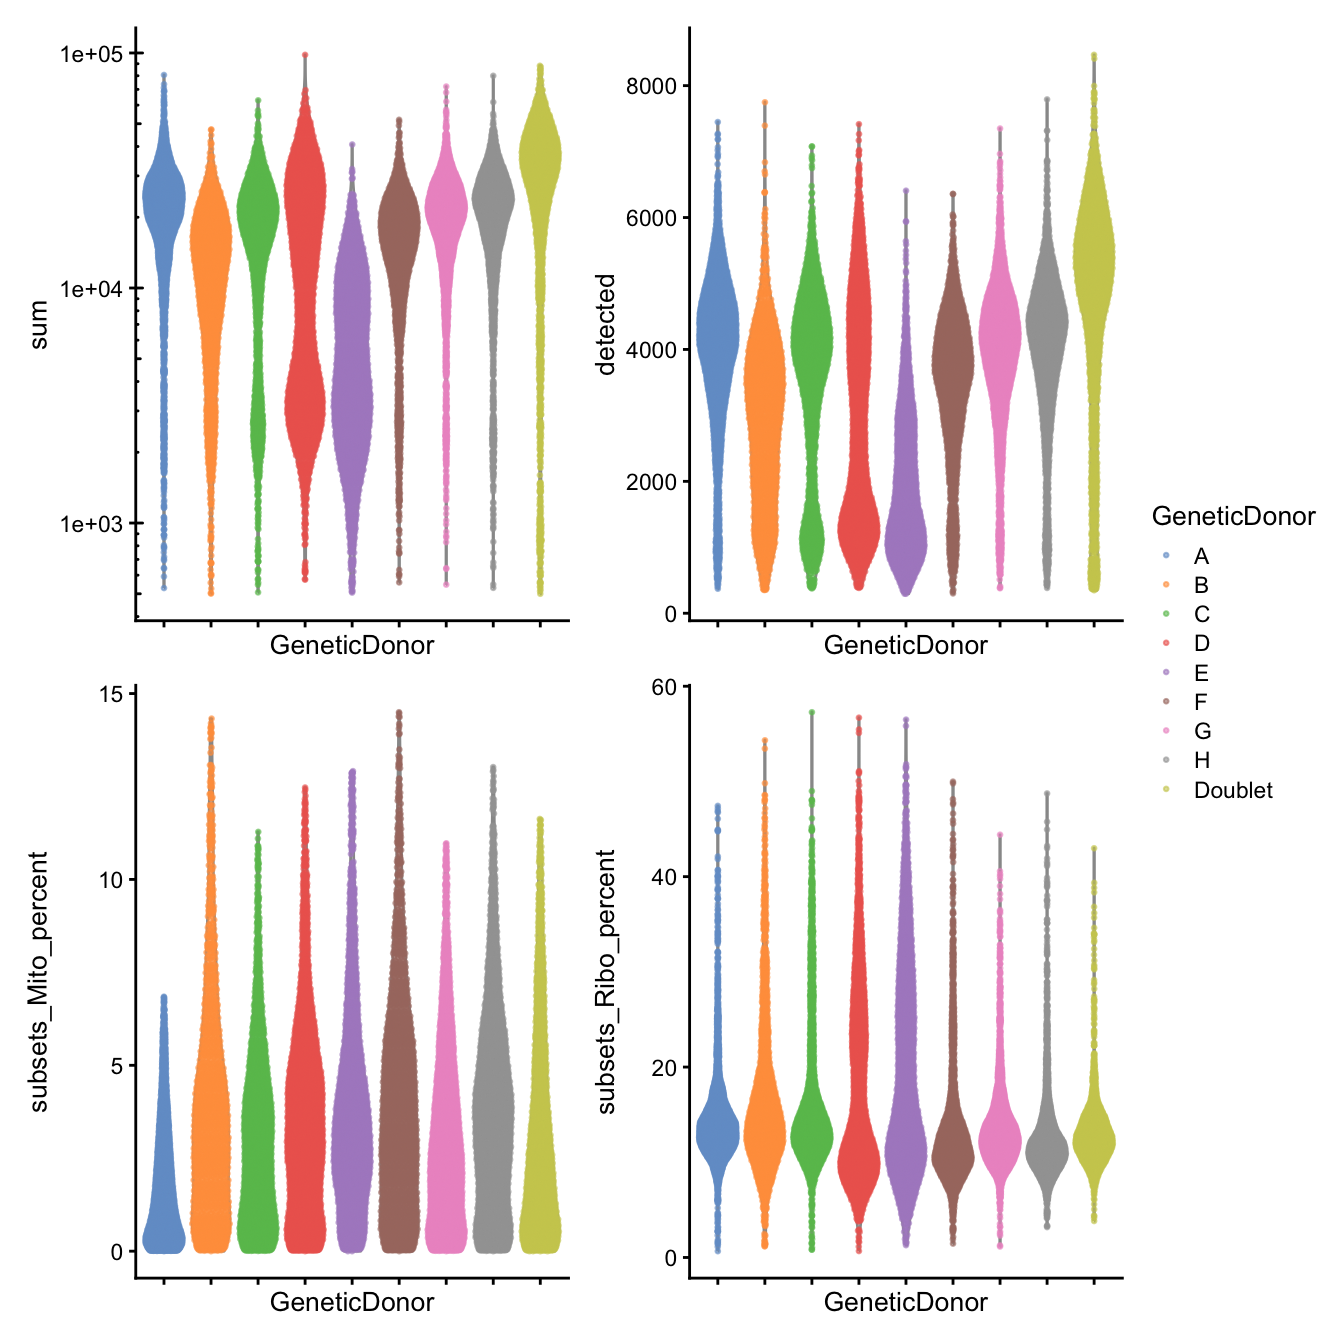 sum
1e+05
1e+04
1e+03
GeneticDonor
detected
8000
6000
4000
2000
0
GeneticDonor
subsets_Mito_percent
15
10
5
0
GeneticDonor
subsets_Ribo_percent
60
40
20
0
GeneticDonor
GeneticDonor
A
B
C
D
E
F
G
H
Doublet